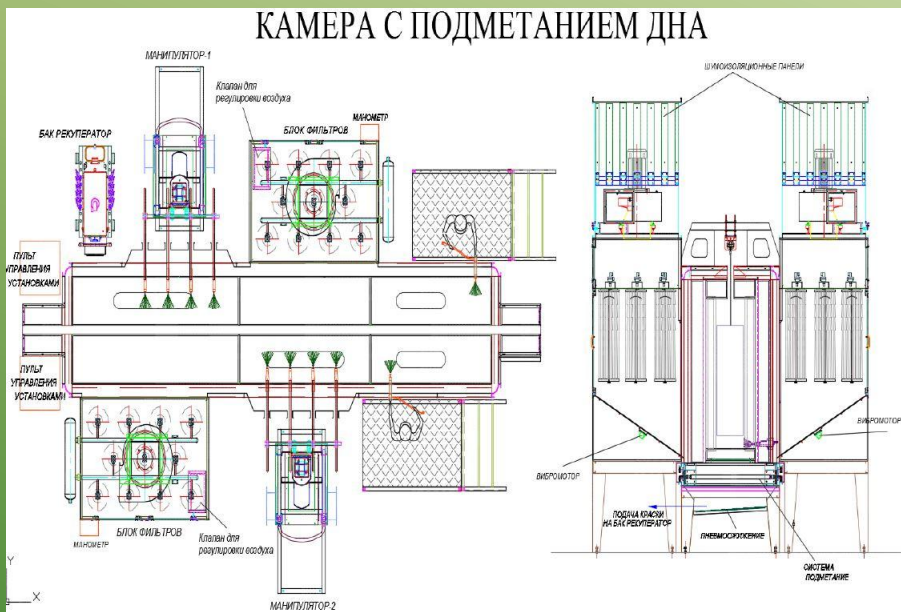 КАМЕРА С ПОДМЕТАНИЕМ ДНА
МАНИПУЛЯТОР-1
Клапан для
регулировки воздуха
МАНОМЕТР
БЛОК ФИЛЬТРОВ
БАК РЕКУПЕРАТОР
ПУЛЬТ
УПРАВЛЕНИЯ
УСТАНОВКАМИ
ПУЛЬТ
УПРАВЛЕНИЯ
УСТАНОВКАМИ
МАНОМЕТР
БЛОК ФИЛЬТРОВ
Клапан для
регулировки воздуха
МАНИПУЛЯТОР-2
Y
X
ШУМОИЗОЛЯЦИОННЫЕ ПАНЕЛИ
ВИБРОМОТОР
ВИБРОМОТОР
ПОДАЧА КРАСКИ
НА БАК РЕКУПЕРАТОР
ПНЕВМОСЖИЖЕНИЕ
СИСТЕМА
ПОДМЕТАНИЕ